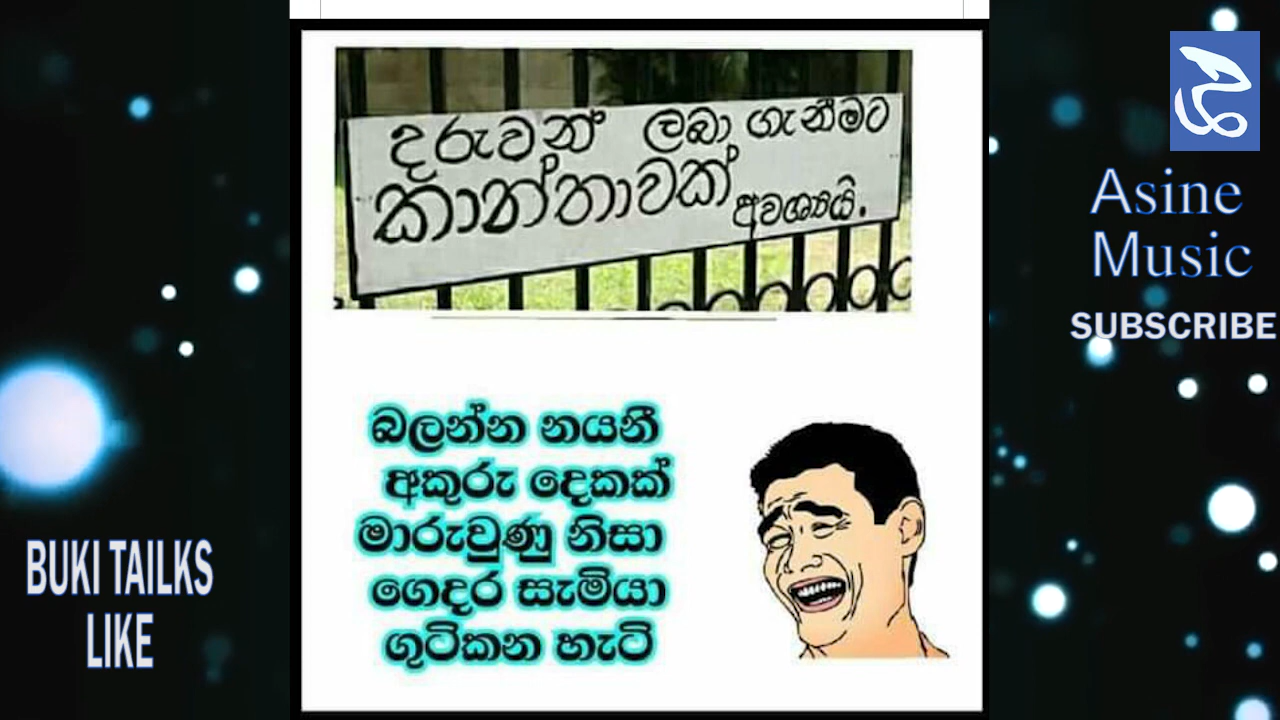 දරුවන් ලබා ගැනීමට
කාන්තාවක් අවශ්‍යයි.
බලන්න නයනී
අකුරු දෙකක්
මාරුවුණු නිසා
ගෙදර සැමියා
ගුටිකන හැටි
BUKI TAILKS
LIKE
Asine
Music
SUBSCRIBE